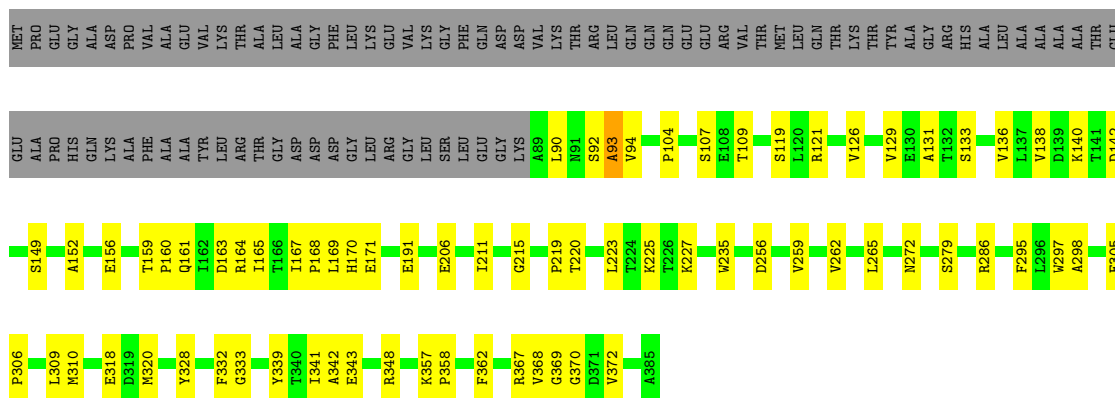 MET PRO GLU GLY ALA ASP PRO VAL ALA GLU VAL LYS THR ALA LEU ALA GLY PHE LEU LYS GLU VAL LYS GLY PHE GLN ASP ASP VAL LYS THR ARG LEU GLN GLN GLN GLU GLU ARG VAL THR MET LEU GLN THR LYS THR TYR ALA GLY ARG HIS ALA LEU ALA ALA ALA ALA THR GLU
GLU ALA PRO HIS GLN LYS ALA PHE ALA ALA TYR LEU ARG THR GLY ASP ASP ASP GLY LEU ARG GLY LEU SER LEU GLU GLY LYS A89 L90 N91 S92 A93 V94 P104 S107 E108 T109 S119 L120 R121 V126 V129 E130 A131 T132 S133 V136 L137 V138 D139 K140 T141 D142
S149 A152 E156 T159 P160 Q161 I162 D163 R164 I165 T166 I167 P168 L169 H170 E171 E191 E206 I211 G215 P219 T220 L223 T224 K225 T226 K227 W235 D256 V259 V262 L265 N272 S279 R286 F295 L296 W297 A298
P306 L309 M310 E318 D319 M320 Y328 F332 G333 Y339 T340 I341 A342 E343 R348 K357 P358 F362 R367 V368 G369 G370 D371 V372 A385